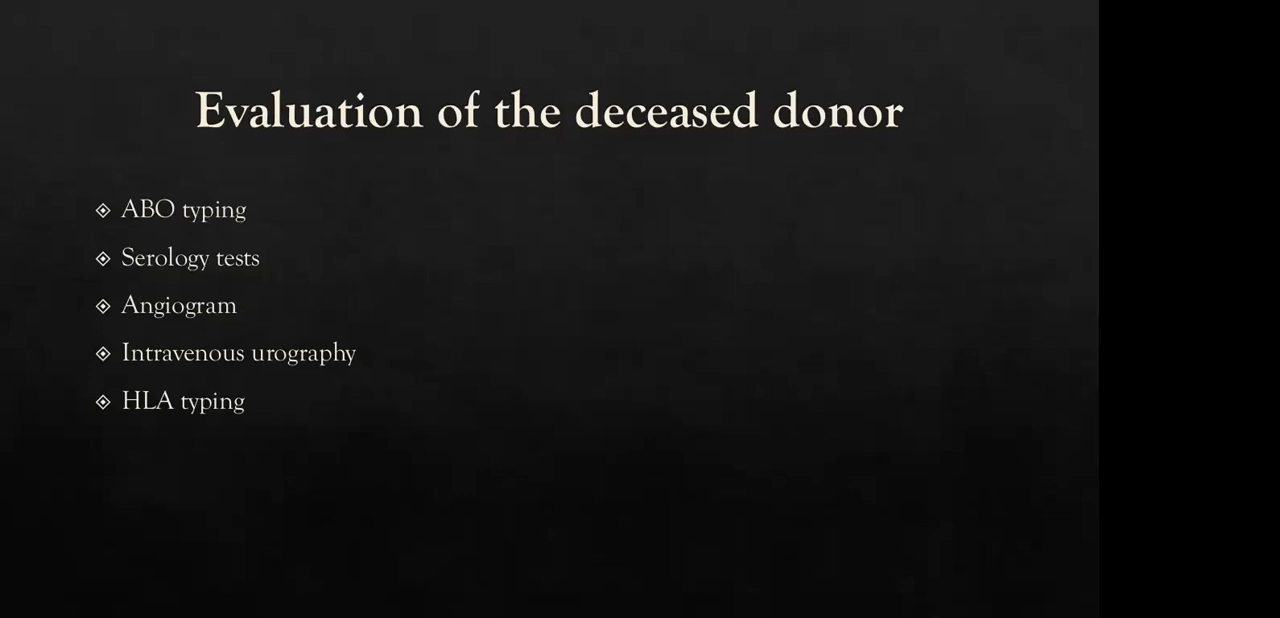 Evaluation of the deceased donor
ABO typing
Serology tests
Angiogram
Intravenous urography
HLA typing